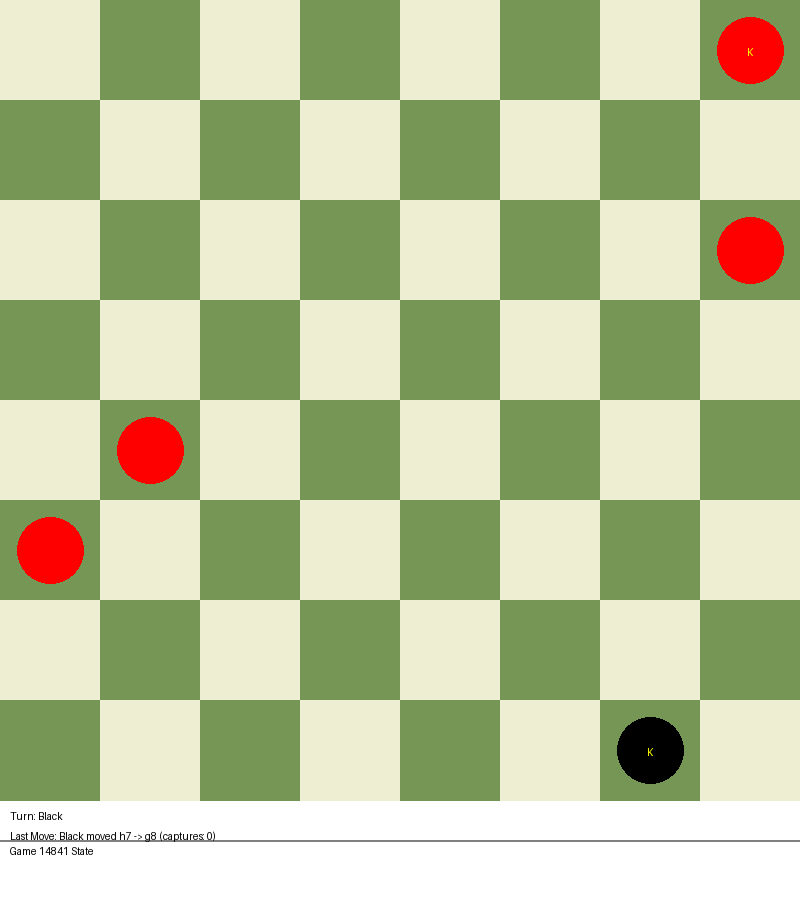 K
K
Turn: Black
Last Move: Black moved h7 -> g8 (captures: 0)
Game 14841 State